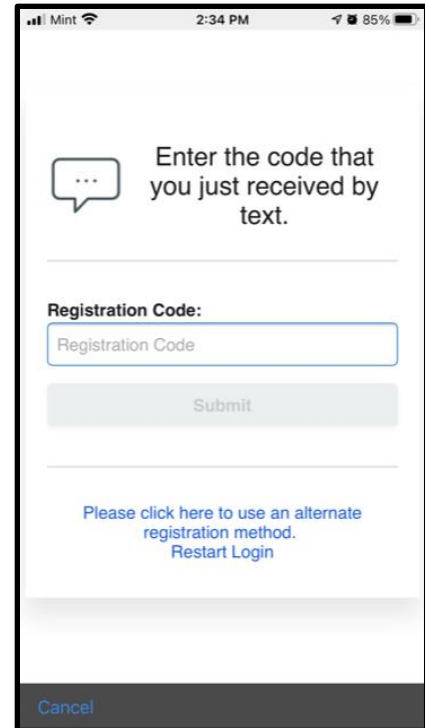 Mint 2:34 PM 85%
Enter the code that
you just received by
text.
Registration Code:
Registration Code
Submit
Please click here to use an alternate
registration method.
Restart Login
Cancel